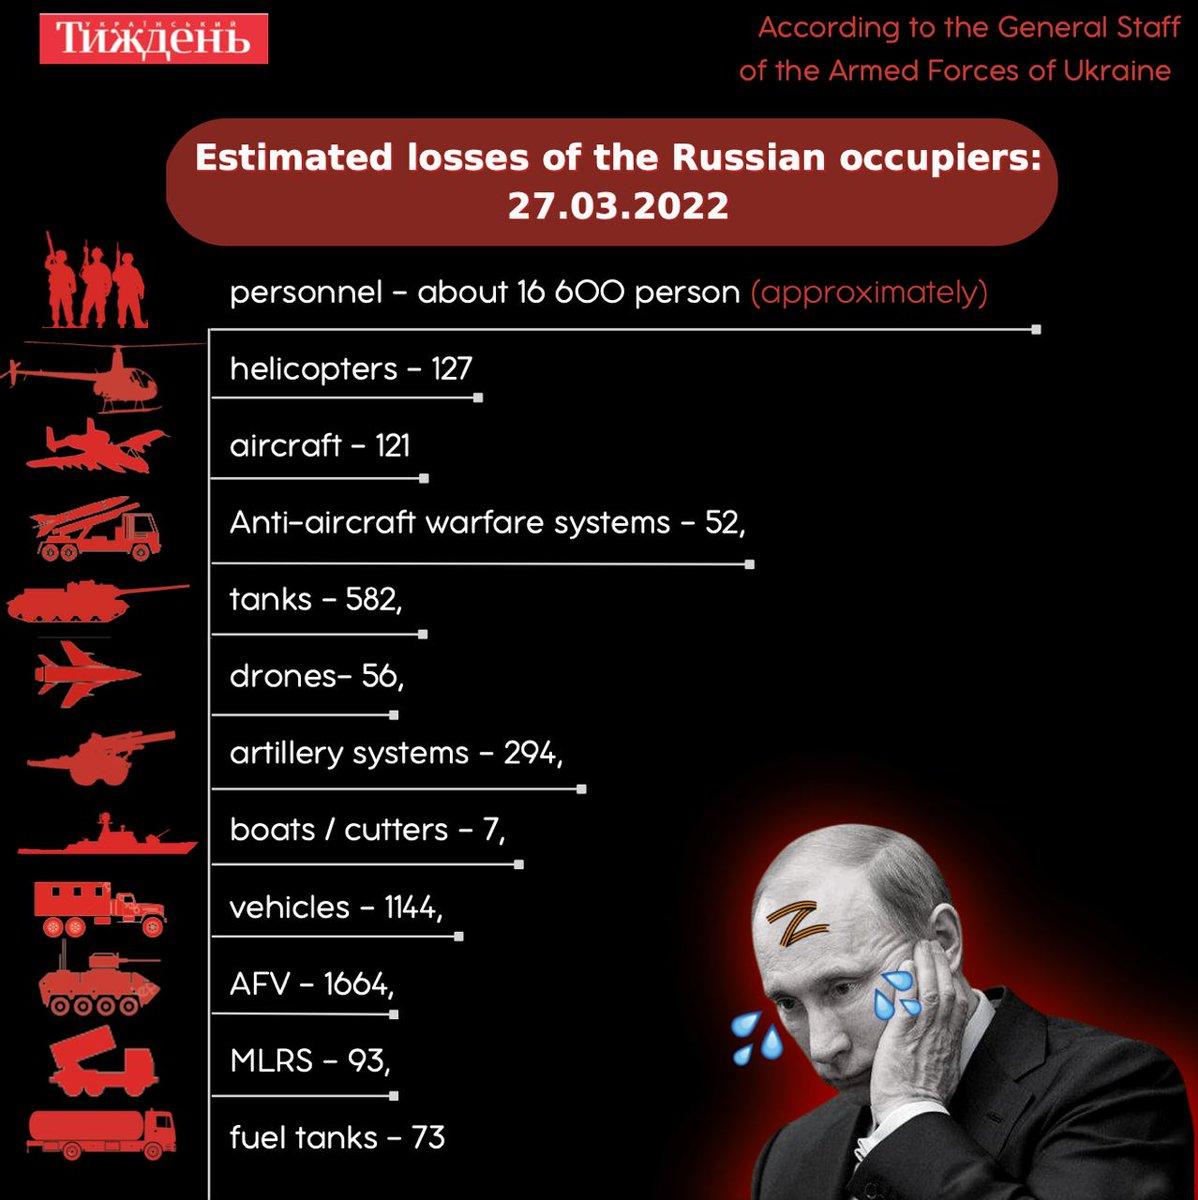 УКРАЇНСЬКИЙ
Тиждень
According to the General Staff
of the Armed Forces of Ukraine
Estimated losses of the Russian occupiers:
27.03.2022
personnel – about 16 600 person (approximately)
helicopters – 127
aircraft – 121
Anti-aircraft warfare systems – 52,
tanks – 582,
drones– 56,
artillery systems – 294,
boats / cutters – 7,
vehicles – 1144,
AFV – 1664,
MLRS – 93,
fuel tanks – 73
Z